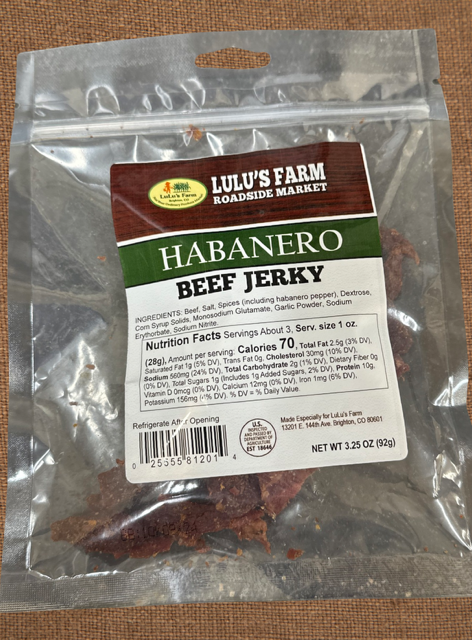 LuLu's Farm
Brighton, CO
LULU'S FARM
ROADSIDE MARKET
HABANERO
BEEF JERKY
INGREDIENTS: Beef, Salt, Spices (including habanero pepper), Dextrose,
Corn Syrup Solids, Monosodium Glutamate, Garlic Powder, Sodium
Erythorbate, Sodium Nitrite.
Nutrition Facts Servings About 3, Serv. size 1 oz.
(28g), Amount per serving: Calories 70, Total Fat 2.5g (3% DV),
Saturated Fat 1g (5% DV), Trans Fat 0g, Cholesterol 30mg (10% DV),
Sodium 560mg (24% DV), Total Carbohydrate 2g (1% DV), Dietary Fiber 0g
(0% DV), Total Sugars 1g (Includes 1g Added Sugars, 2% DV), Protein 10g,
Vitamin D 0mcg (0% DV), Calcium 12mg (0% DV), Iron 1mg (6% DV),
Potassium 156mg (4% DV). % DV = % Daily Value.
Refrigerate After Opening
U.S.
INSPECTED
AND PASSED BY
DEPARTMENT OF
AGRICULTURE
EST 18644
Made Especially for LuLu's Farm
13201 E. 144th Ave. Brighton, CO 80601
0 25555 81201 4
NET WT 3.25 OZ (92g)